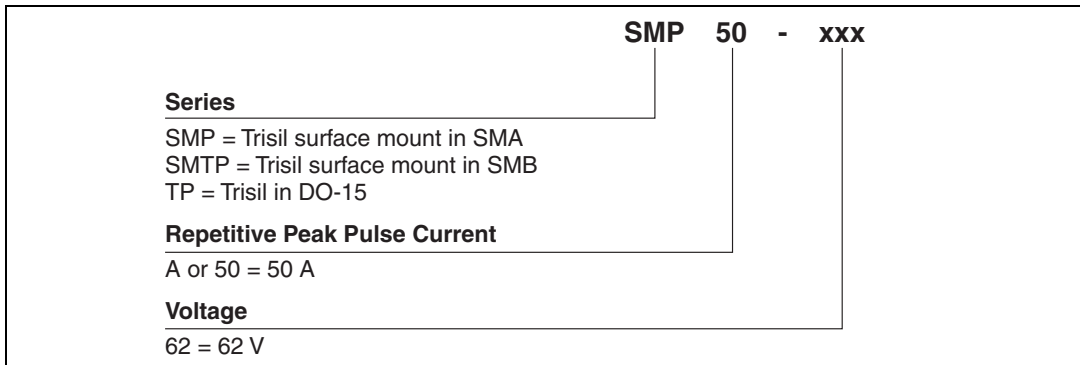 SMP 50 - xxx
Series
SMP = Trisil surface mount in SMA
SMTP = Trisil surface mount in SMB
TP = Trisil in DO-15
Repetitive Peak Pulse Current
A or 50 = 50 A
Voltage
62 = 62 V